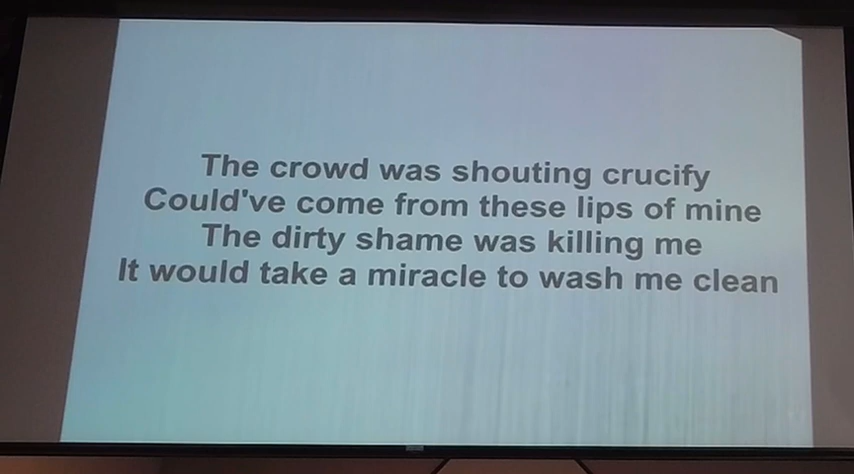 The crowd was shouting crucify
Could've come from these lips of mine
The dirty shame was killing me
It would take a miracle to wash me clean